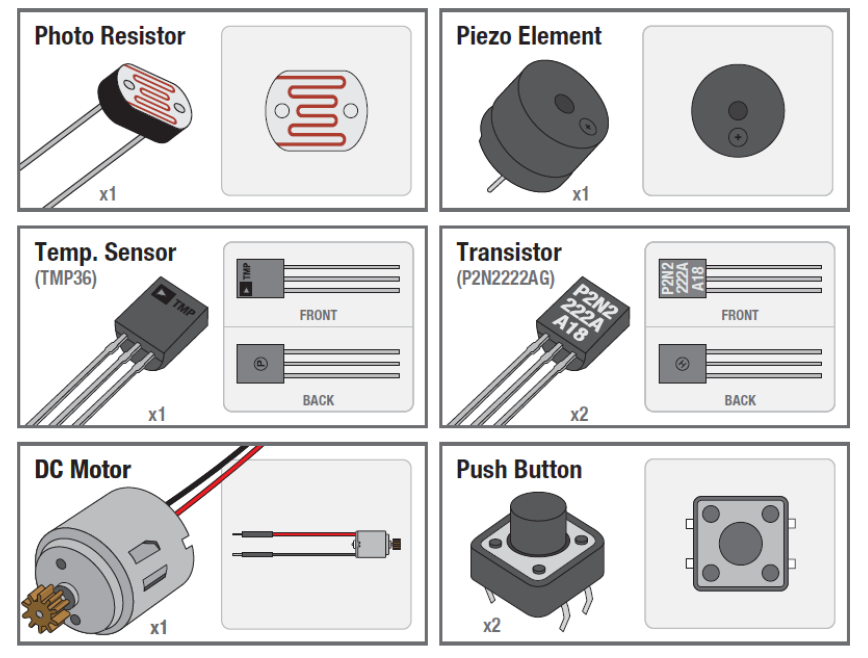 Photo Resistor
x1
Piezo Element
x1
Temp. Sensor
(TMP36)
TMP
x1
TMP
FRONT
P
BACK
Transistor
(P2N2222AG)
P2N2
222A
A18
x2
P2N2
222A
A18
FRONT
H
BACK
DC Motor
x1
Push Button
x2